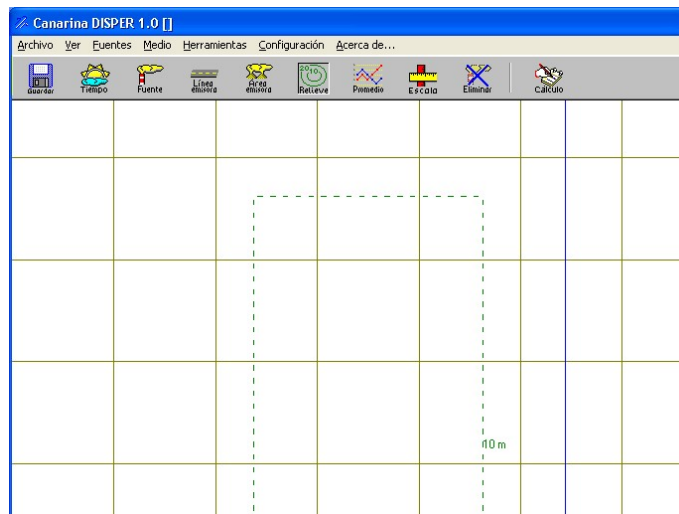 Canarina DISPER 1.0 []
Archivo Ver Fuentes Medio Herramientas Configuración Acerca de...
Guardar Tiempo Fuente Línea emisora Area emisora Relieve Promedio Escala Eliminar Cálculo
10 m